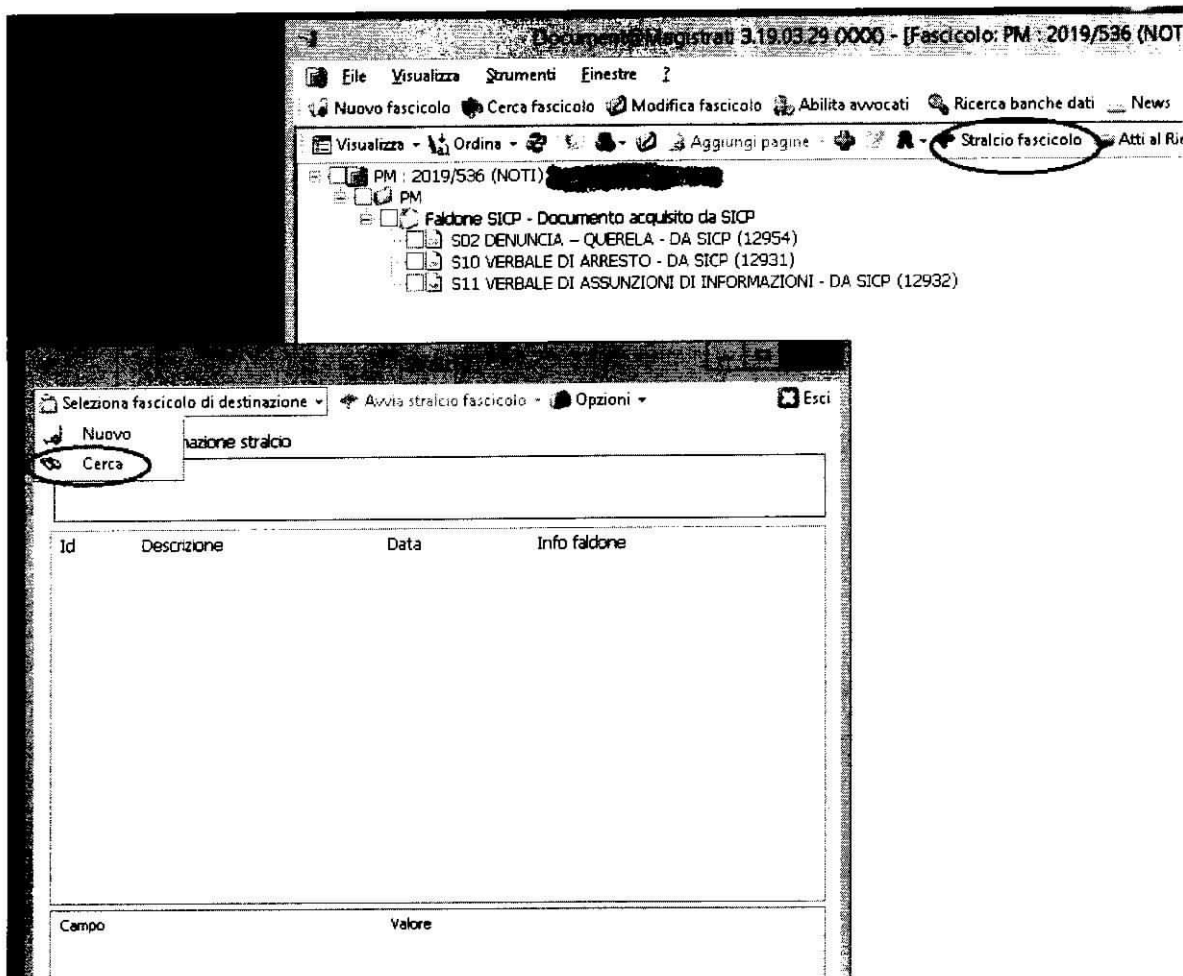 Document@Magistrati 3.19.03.29 (XXX) - [Fascicolo: PM : 2019/536 (NOT
File Visualizza Strumenti Finestre ?
Nuovo fascicolo Cerca fascicolo Modifica fascicolo Abilita avvocati Ricerca banche dati News
Visualizza Ordina Aggiungi pagine Stralcio fascicolo Atti al Rie
PM : 2019/536 (NOTI)
PM
Faldone SICP - Documento acquisito da SICP
S02 DENUNCIA – QUERELA - DA SICP (12954)
S10 VERBALE DI ARRESTO - DA SICP (12931)
S11 VERBALE DI ASSUNZIONI DI INFORMAZIONI - DA SICP (12932)
Seleziona fascicolo di destinazione Avvia stralcio fascicolo Opzioni Esci
Nuovo
nazione stralcio
Cerca
Id Descrizione Data Info faldone
Campo Valore